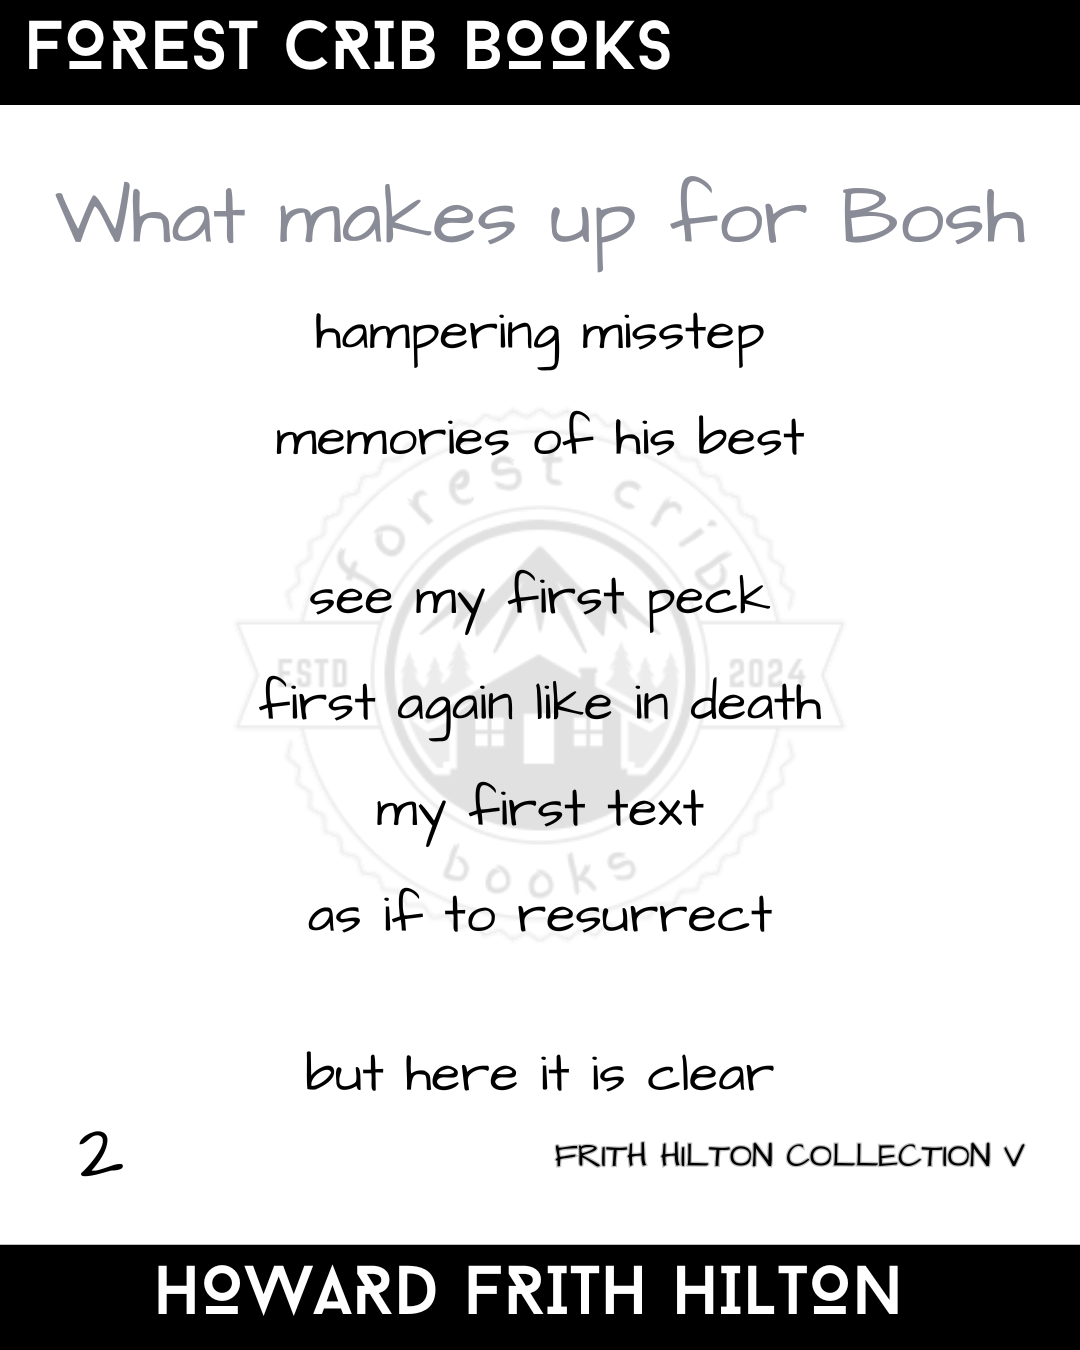 FOREST CRIB BOOKS
What makes up for Bosh
hampering misstep
memories of his best
forest crib
see my first peck
ESTD 2024
first again like in death
my first text
books
as if to resurrect
but here it is clear
2
FRITH HILTON COLLECTION V
HOWARD FRITH HILTON